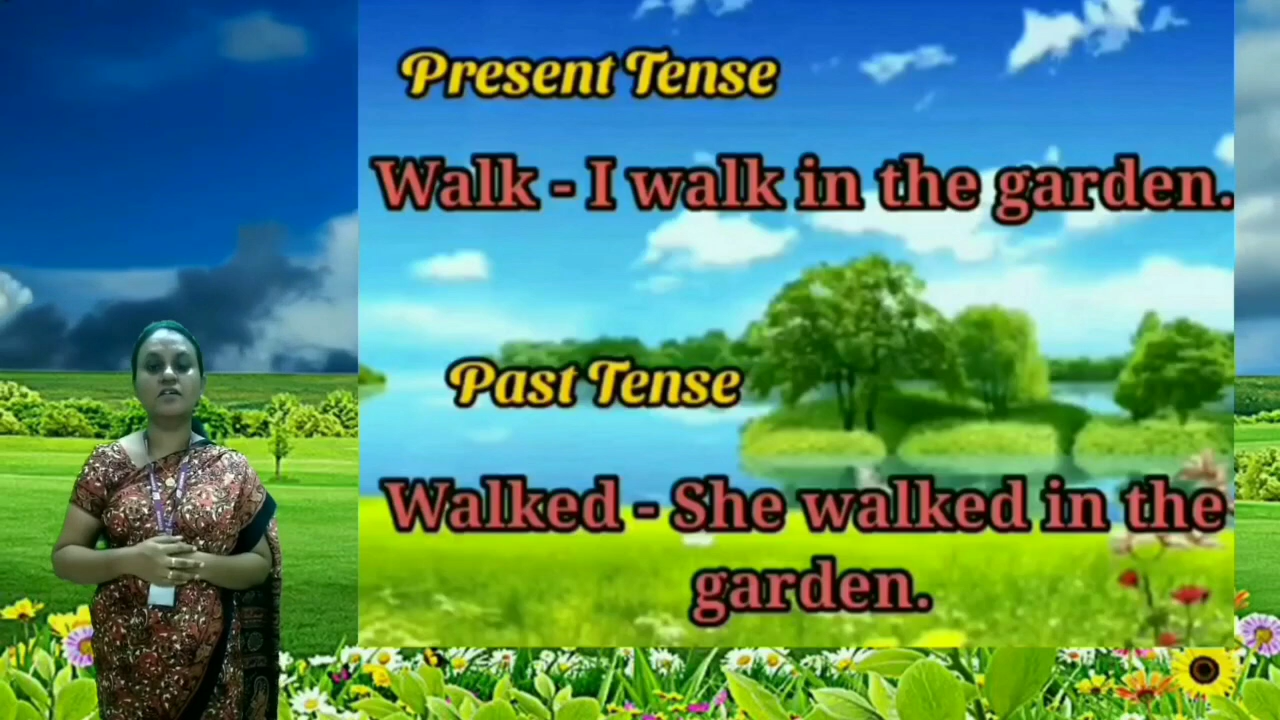 Present Tense
Walk - I walk in the garden.
Past Tense
Walked - She walked in the
garden.